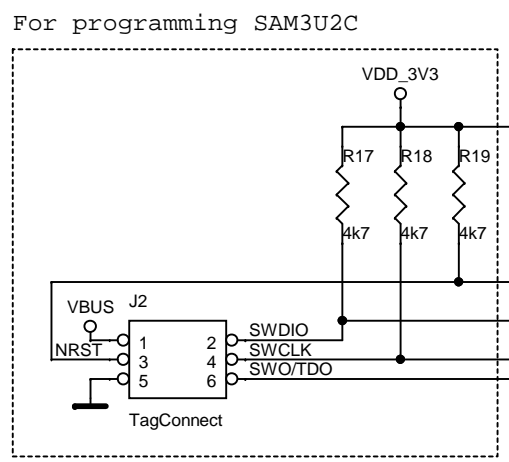 For programming SAM3U2C
VDD_3V3
R17 R18 R19
4k7 4k7 4k7
VBUS J2
1 2 SWDIO
NRST 3 4 SWCLK
5 6 SWO/TDO
TagConnect